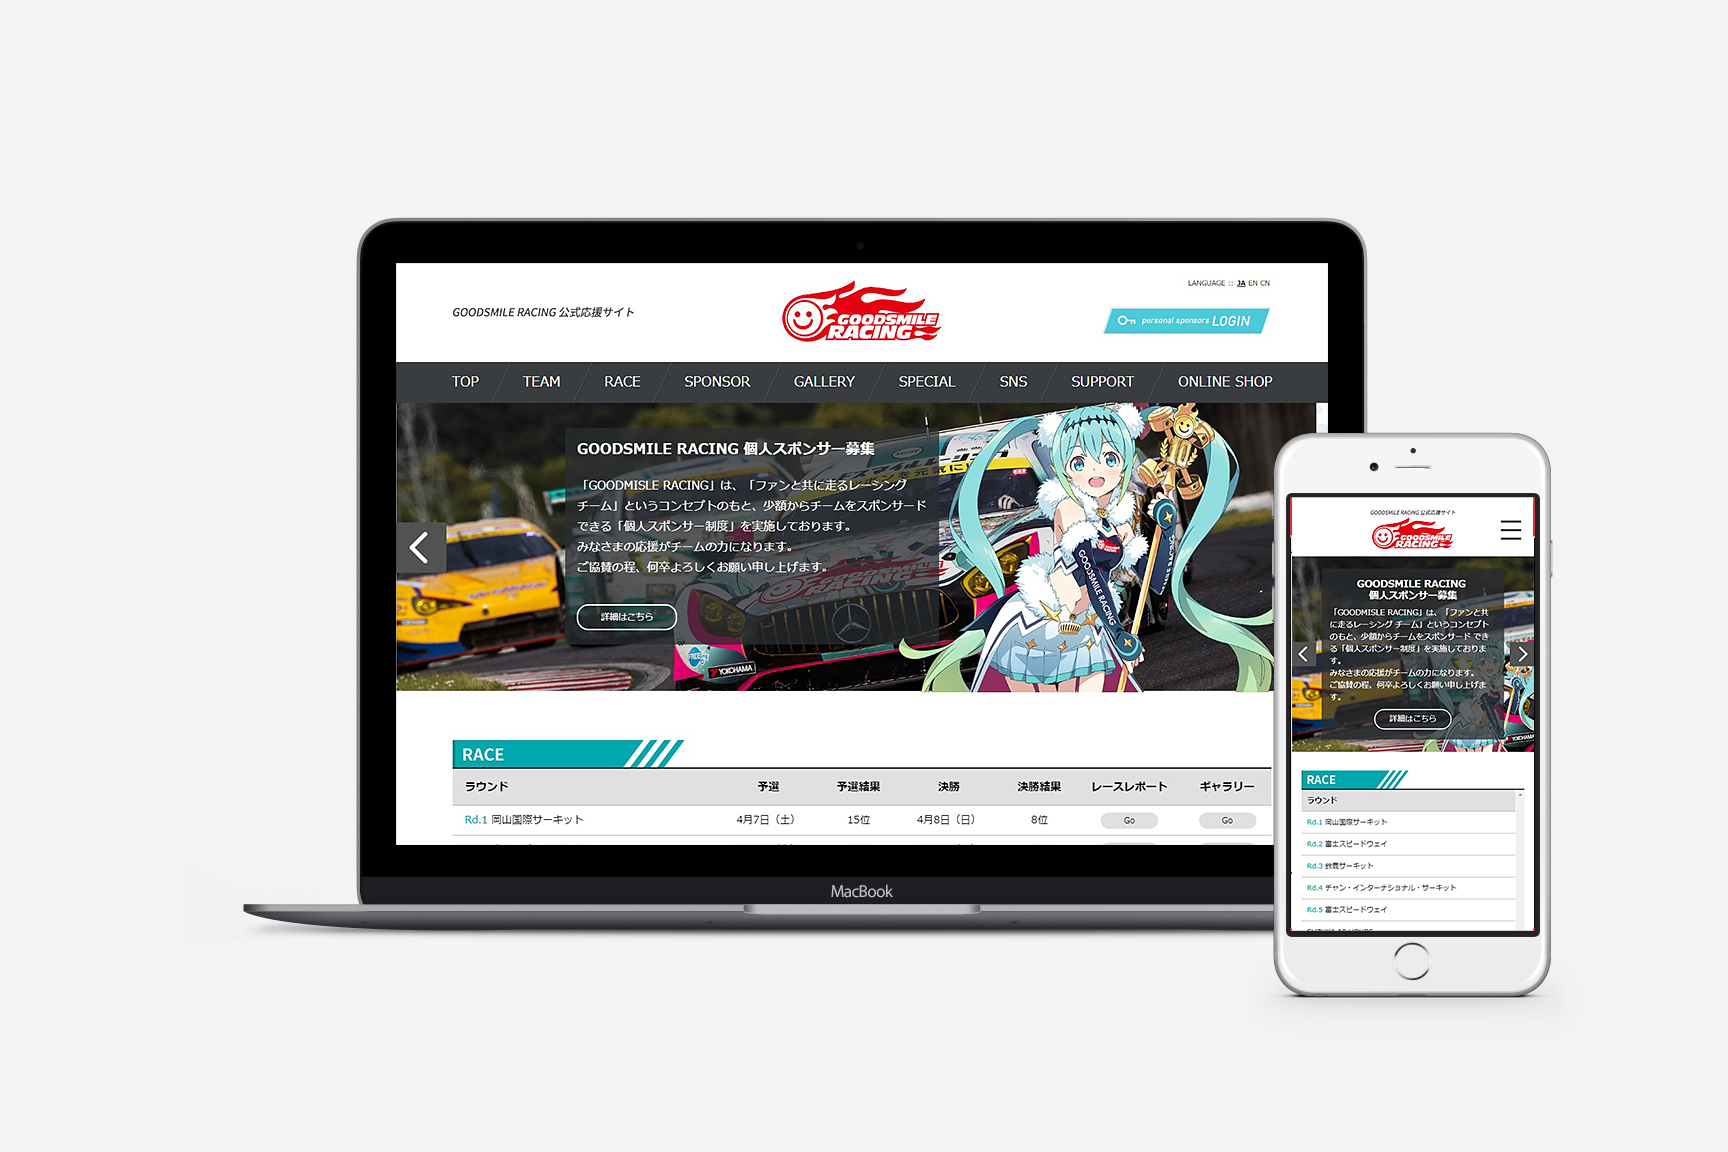 LANGUAGE :: JA EN CN
GOODSMILE RACING 公式応援サイト
GOODSMILE
RACING
personal sponsors LOGIN
TOP TEAM RACE SPONSOR GALLERY SPECIAL SNS SUPPORT ONLINE SHOP
GOODSMILE RACING 個人スポンサー募集
「GOODMISLE RACING」は、「ファンと共に走るレーシング
チーム」というコンセプトのもと、少額からチームをスポンサード
できる「個人スポンサー制度」を実施しております。
みなさまの応援がチームの力になります。
ご協賛の程、何卒よろしくお願い申し上げます。
詳細はこちら
GOODSMILE RACING
YOKOHAMA
RACE
ラウンド 予選 予選結果 決勝 決勝結果 レースレポート ギャラリー
Rd.1 岡山国際サーキット 4月7日（土） 15位 4月8日（日） 8位 Go Go
MacBook
GOODSMILE RACING 公式応援サイト
GOODSMILE
RACING
GOODSMILE RACING
個人スポンサー募集
「GOODMISLE RACING」は、「ファンと共
に走るレーシング チーム」というコンセプト
のもと、少額からチームをスポンサード でき
る「個人スポンサー制度」を実施しておりま
す。
みなさまの応援がチームの力になります。
ご協賛の程、何卒よろしくお願い申し上げま
す。
詳細はこちら
YOKOHAMA
RACE
ラウンド
Rd.1 岡山国際サーキット
Rd.2 富士スピードウェイ
Rd.3 鈴鹿サーキット
Rd.4 チャン・インターナショナル・サーキット
Rd.5 富士スピードウェイ